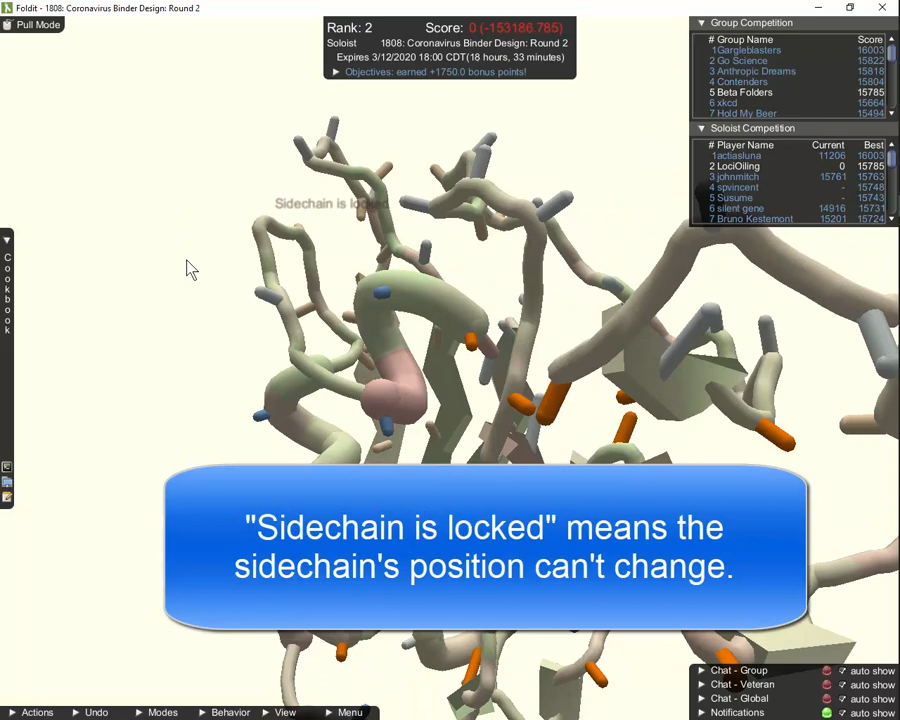 Foldit - 1808: Coronavirus Binder Design: Round 2
Pull Mode
Rank: 2 Score: 0 (-153186.785)
Soloist 1808: Coronavirus Binder Design: Round 2
Expires 3/12/2020 18:00 CDT(18 hours, 33 minutes)
Objectives: earned +1750.0 bonus points!
Group Competition
# Group Name Score
1 Gargleblasters 16003
2 Go Science 15822
3 Anthropic Dreams 15818
4 Contenders 15804
5 Beta Folders 15785
6 xkcd 15664
7 Hold My Beer 15494
Soloist Competition
# Player Name Current Best
1 actiasluna 11206 16003
2 LociOiling 0 15785
3 johnmitch 15761 15763
4 spvincent - 15748
5 Susume - 15743
6 silent gene 14916 15731
7 Bruno Kestemont 15201 15724
Sidechain is locked
Cookbook
"Sidechain is locked" means the
sidechain's position can't change.
Chat - Group auto show
Chat - Veteran auto show
Chat - Global auto show
Notifications auto show
Actions Undo Modes Behavior View Menu